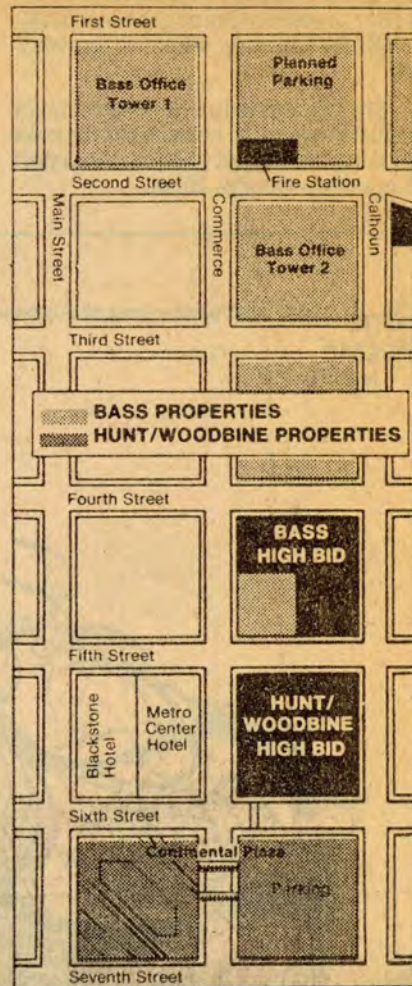 First Street
Bass Office
Tower 1
Planned
Parking
Second Street
Fire Station
Main Street
Commerce
Calhoun
Bass Office
Tower 2
Third Street
BASS PROPERTIES
HUNT/WOODBINE PROPERTIES
Fourth Street
BASS
HIGH BID
Fifth Street
Blackstone
Hotel
Metro
Center
Hotel
HUNT/
WOODBINE
HIGH BID
Sixth Street
Continental Plaza
Parking
Seventh Street